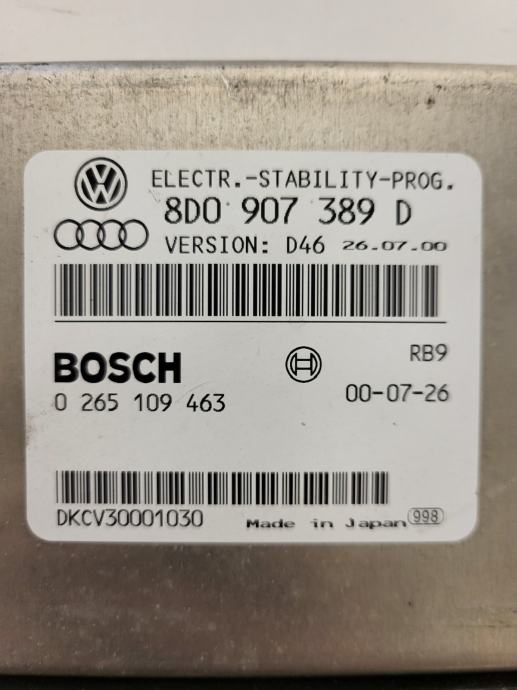 ELECTR.-STABILITY-PROG.
8D0 907 389 D
VERSION: D46 26.07.00
BOSCH
RB9
0 265 109 463
00-07-26
DKCV30001030
Made in Japan 998